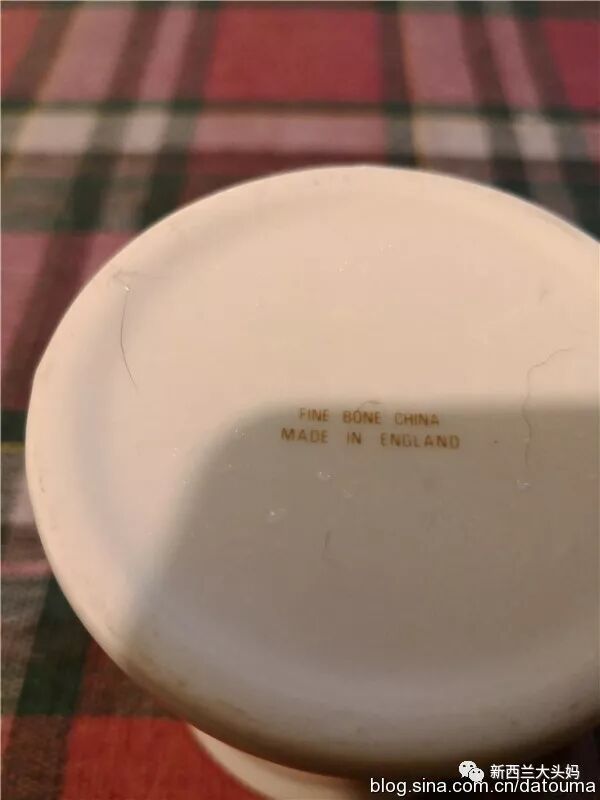 FINE BONE CHINA
MADE IN ENGLAND
新西兰大头妈
blog.sina.com.cn/datouma